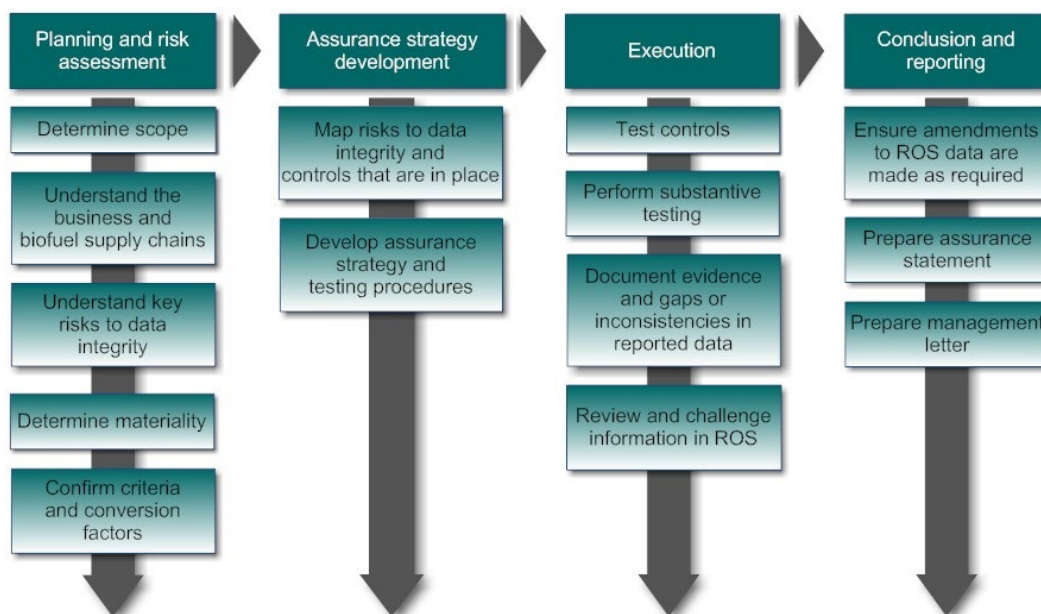 Planning and risk
assessment
Determine scope
Understand the
business and
biofuel supply chains
Understand key
risks to data
integrity
Determine materiality
Confirm criteria
and conversion
factors
Assurance strategy
development
Map risks to data
integrity and
controls that are in place
Develop assurance
strategy and
testing procedures
Execution
Test controls
Perform substantive
testing
Document evidence
and gaps or
inconsistencies in
reported data
Review and challenge
information in ROS
Conclusion and
reporting
Ensure amendments
to ROS data are
made as required
Prepare assurance
statement
Prepare management
letter